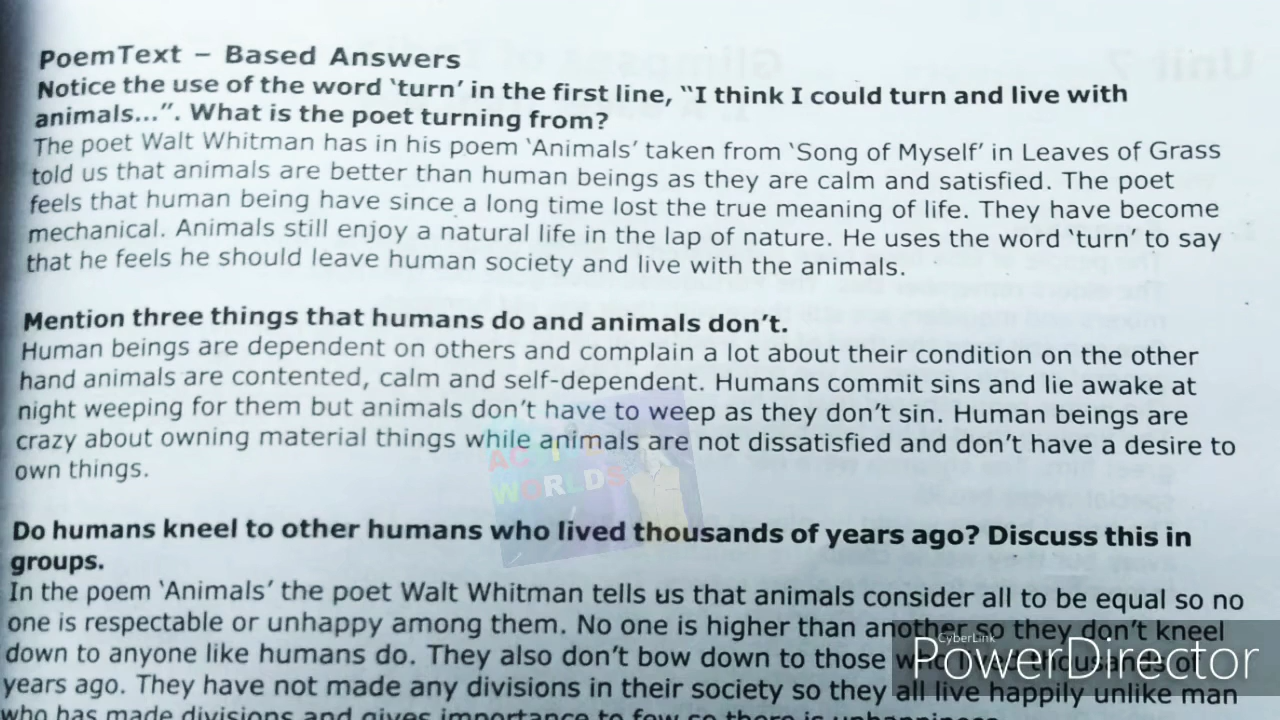 PoemText – Based Answers
Notice the use of the word ‘turn’ in the first line, “I think I could turn and live with
animals...”. What is the poet turning from?
The poet Walt Whitman has in his poem ‘Animals’ taken from ‘Song of Myself’ in Leaves of Grass
told us that animals are better than human beings as they are calm and satisfied. The poet
feels that human being have since a long time lost the true meaning of life. They have become
mechanical. Animals still enjoy a natural life in the lap of nature. He uses the word ‘turn’ to say
that he feels he should leave human society and live with the animals.
Mention three things that humans do and animals don’t.
Human beings are dependent on others and complain a lot about their condition on the other
hand animals are contented, calm and self-dependent. Humans commit sins and lie awake at
night weeping for them but animals don’t have to weep as they don’t sin. Human beings are
crazy about owning material things while animals are not dissatisfied and don’t have a desire to
own things.
WORLDS
Do humans kneel to other humans who lived thousands of years ago? Discuss this in
groups.
In the poem ‘Animals’ the poet Walt Whitman tells us that animals consider all to be equal so no
one is respectable or unhappy among them. No one is higher than another so they don’t kneel
down to anyone like humans do. They also don’t bow down to those who lived thousands of
years ago. They have not made any divisions in their society so they all live happily unlike man
who has made divisions and gives importance to few so there is unhappiness
CyberLink
PowerDirector